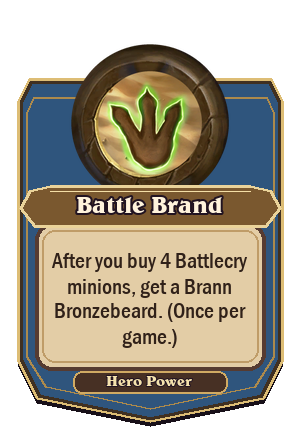 Battle Brand
After you buy 4 Battlecry
minions, get a Brann
Bronzebeard. (Once per
game.)
Hero Power